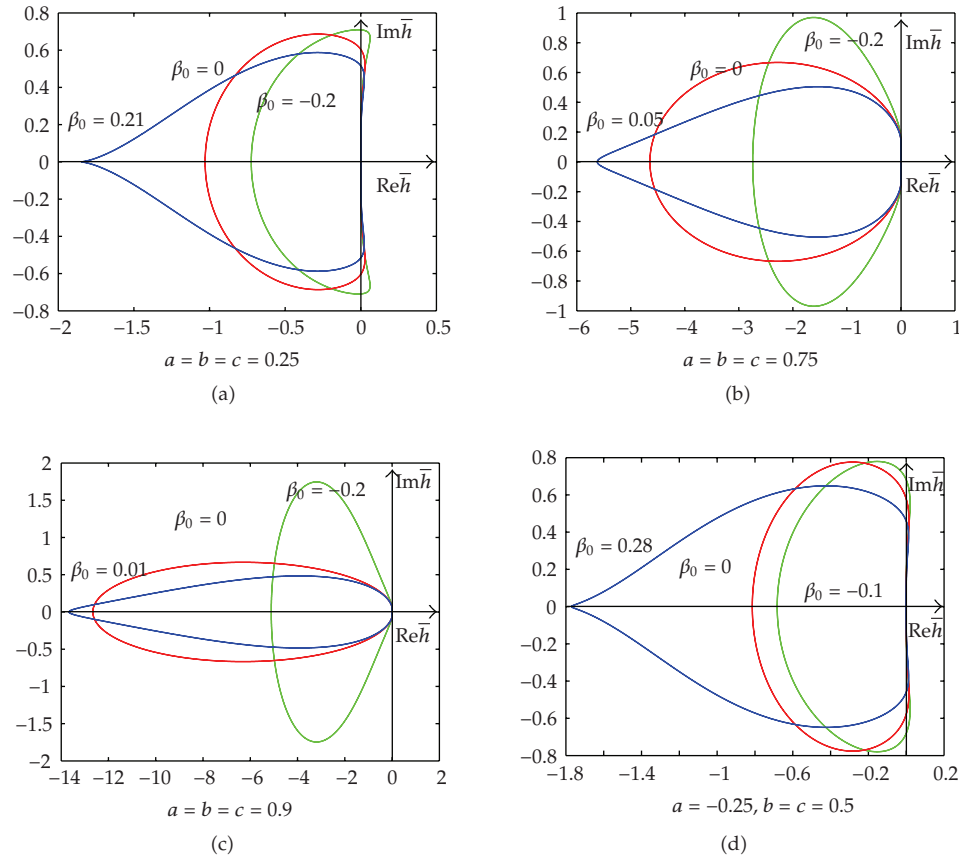 0.8
0.6
0.4
0.2
0
−0.2
−0.4
−0.6
−0.8
Imh̅
β₀ = 0
β₀ = −0.2
β₀ = 0.21
Reh̅
−2 −1.5 −1 −0.5 0 0.5
a = b = c = 0.25
(a)
1
0.8
0.6
0.4
0.2
0
−0.2
−0.4
−0.6
−0.8
−1
β₀ = −0.2
Imh̅
β₀ = 0
β₀ = 0.05
Reh̅
−6 −5 −4 −3 −2 −1 0 1
a = b = c = 0.75
(b)
2
1.5
1
0.5
0
−0.5
−1
−1.5
−2
Imh̅
β₀ = −0.2
β₀ = 0
β₀ = 0.01
Reh̅
−14 −12 −10 −8 −6 −4 −2 0 2
a = b = c = 0.9
(c)
0.8
0.6
0.4
0.2
0
−0.2
−0.4
−0.6
−0.8
Imh̅
β₀ = 0.28
β₀ = 0
β₀ = −0.1
Reh̅
−1.8 −1.4 −1 −0.6 −0.2 0.2
a = −0.25, b = c = 0.5
(d)